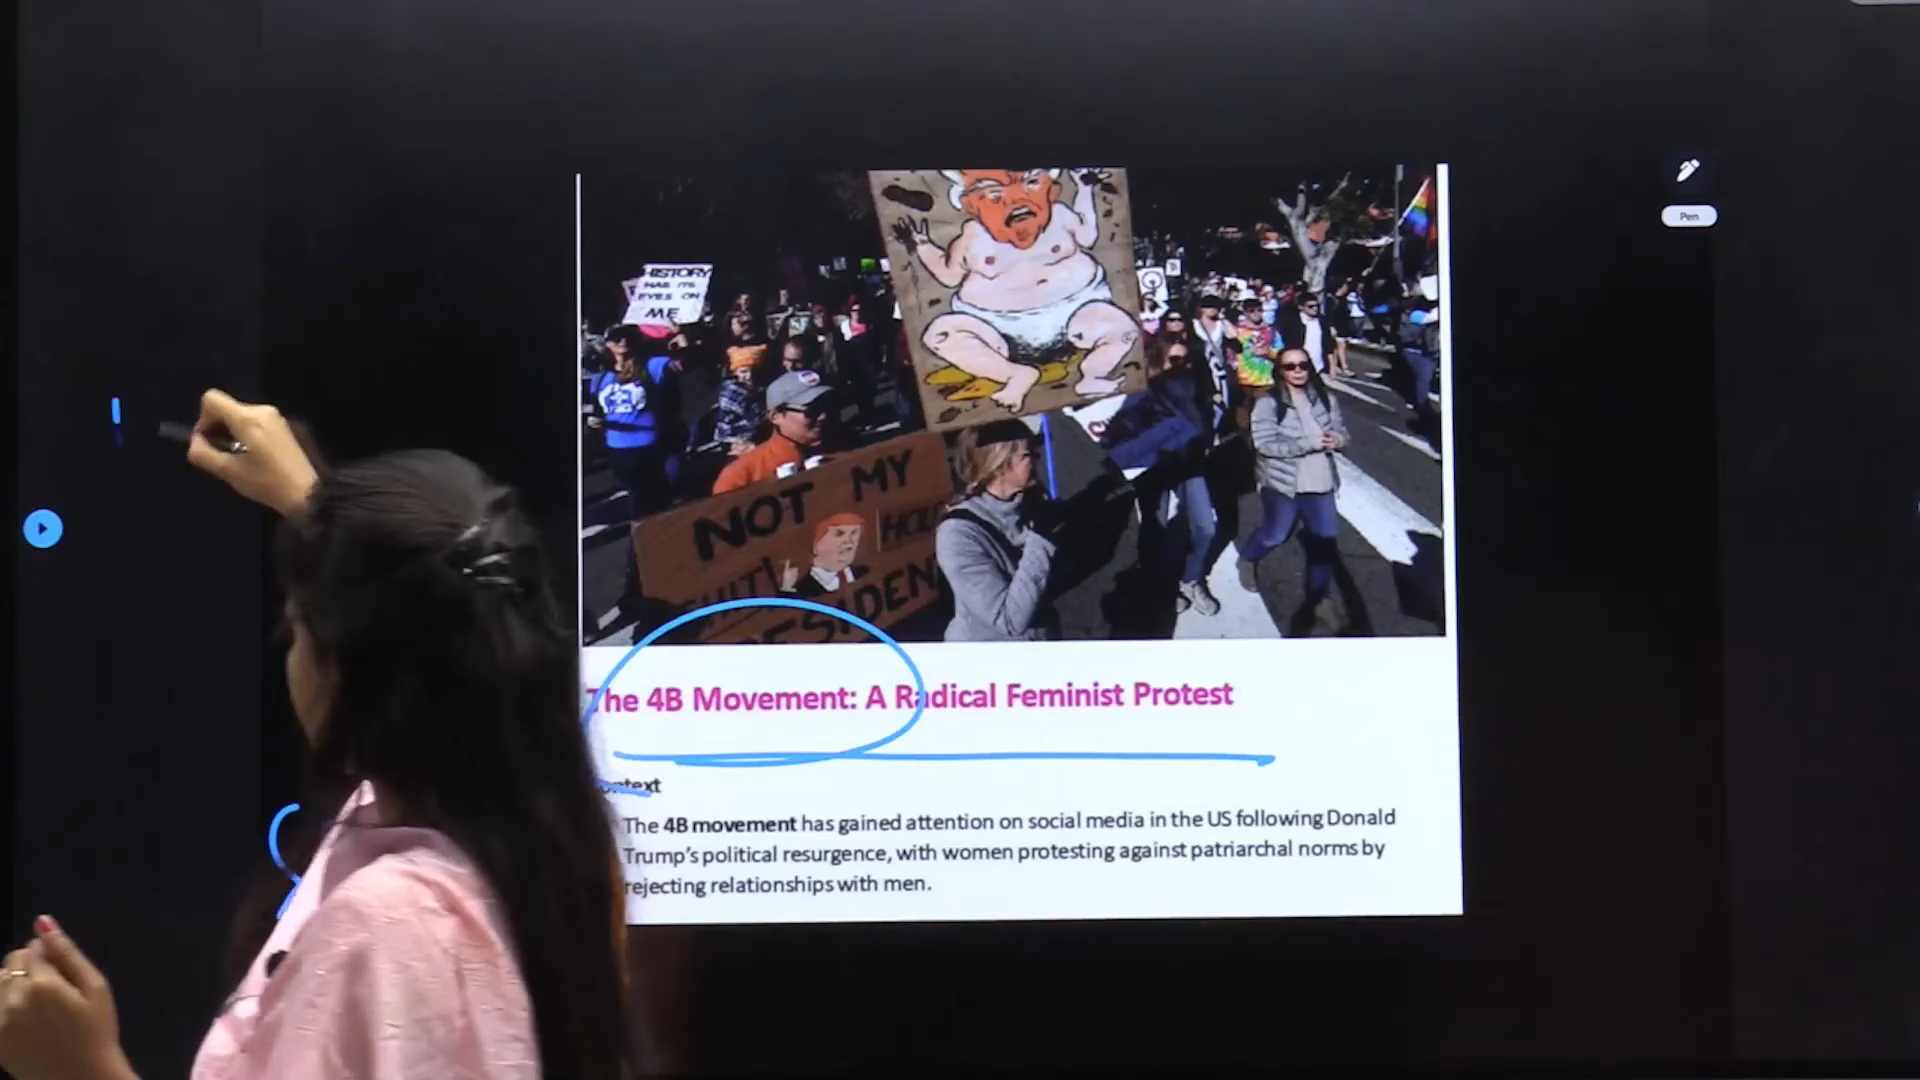 Pen
HISTORY
HAS ITS
EYES ON
ME
NOT MY
The 4B Movement: A Radical Feminist Protest
The 4B movement has gained attention on social media in the US following Donald
Trump's political resurgence, with women protesting against patriarchal norms by
rejecting relationships with men.